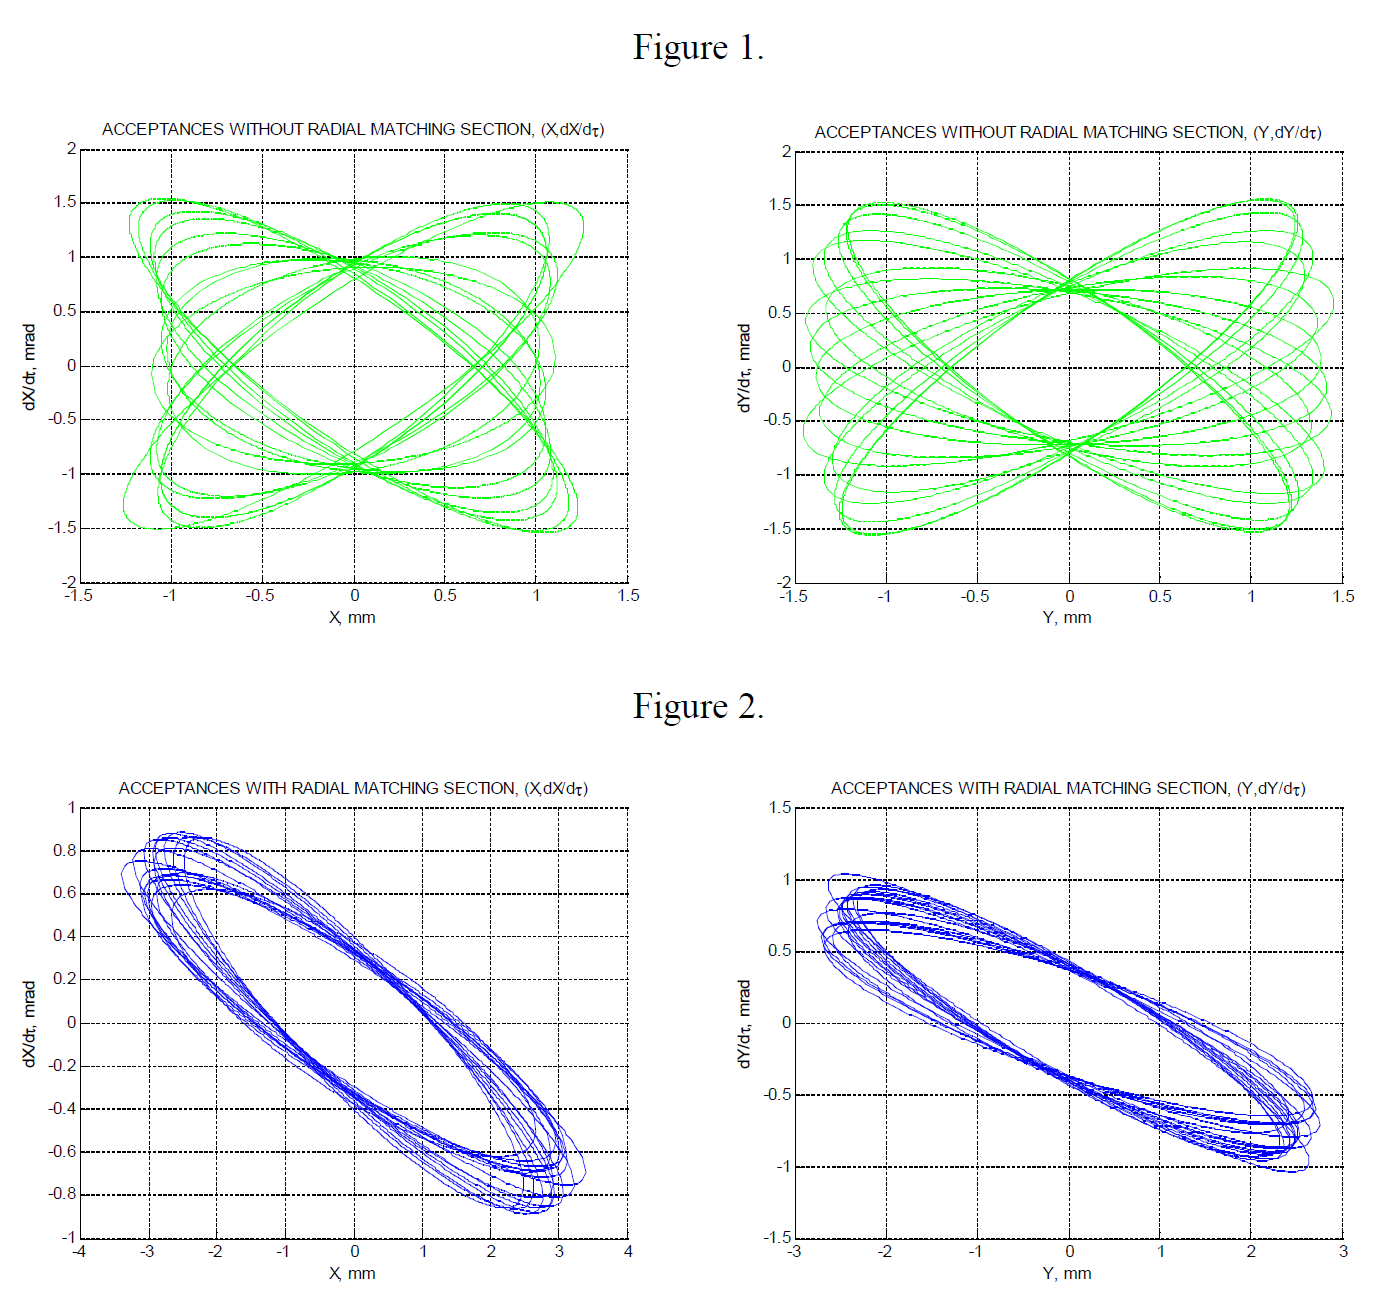 Figure 1.
ACCEPTANCES WITHOUT RADIAL MATCHING SECTION, (X,dX/dτ)
2
1.5
1
0.5
0
-0.5
-1
-1.5
-2
dX/dτ, mrad
-1.5 -1 -0.5 0 0.5 1 1.5
X, mm
ACCEPTANCES WITHOUT RADIAL MATCHING SECTION, (Y,dY/dτ)
2
1.5
1
0.5
0
-0.5
-1
-1.5
-2
dY/dτ, mrad
-1.5 -1 -0.5 0 0.5 1 1.5
Y, mm
Figure 2.
ACCEPTANCES WITH RADIAL MATCHING SECTION, (X,dX/dτ)
1
0.8
0.6
0.4
0.2
0
-0.2
-0.4
-0.6
-0.8
-1
dX/dτ, mrad
-4 -3 -2 -1 0 1 2 3 4
X, mm
ACCEPTANCES WITH RADIAL MATCHING SECTION, (Y,dY/dτ)
1.5
1
0.5
0
-0.5
-1
-1.5
dY/dτ, mrad
-3 -2 -1 0 1 2 3
Y, mm